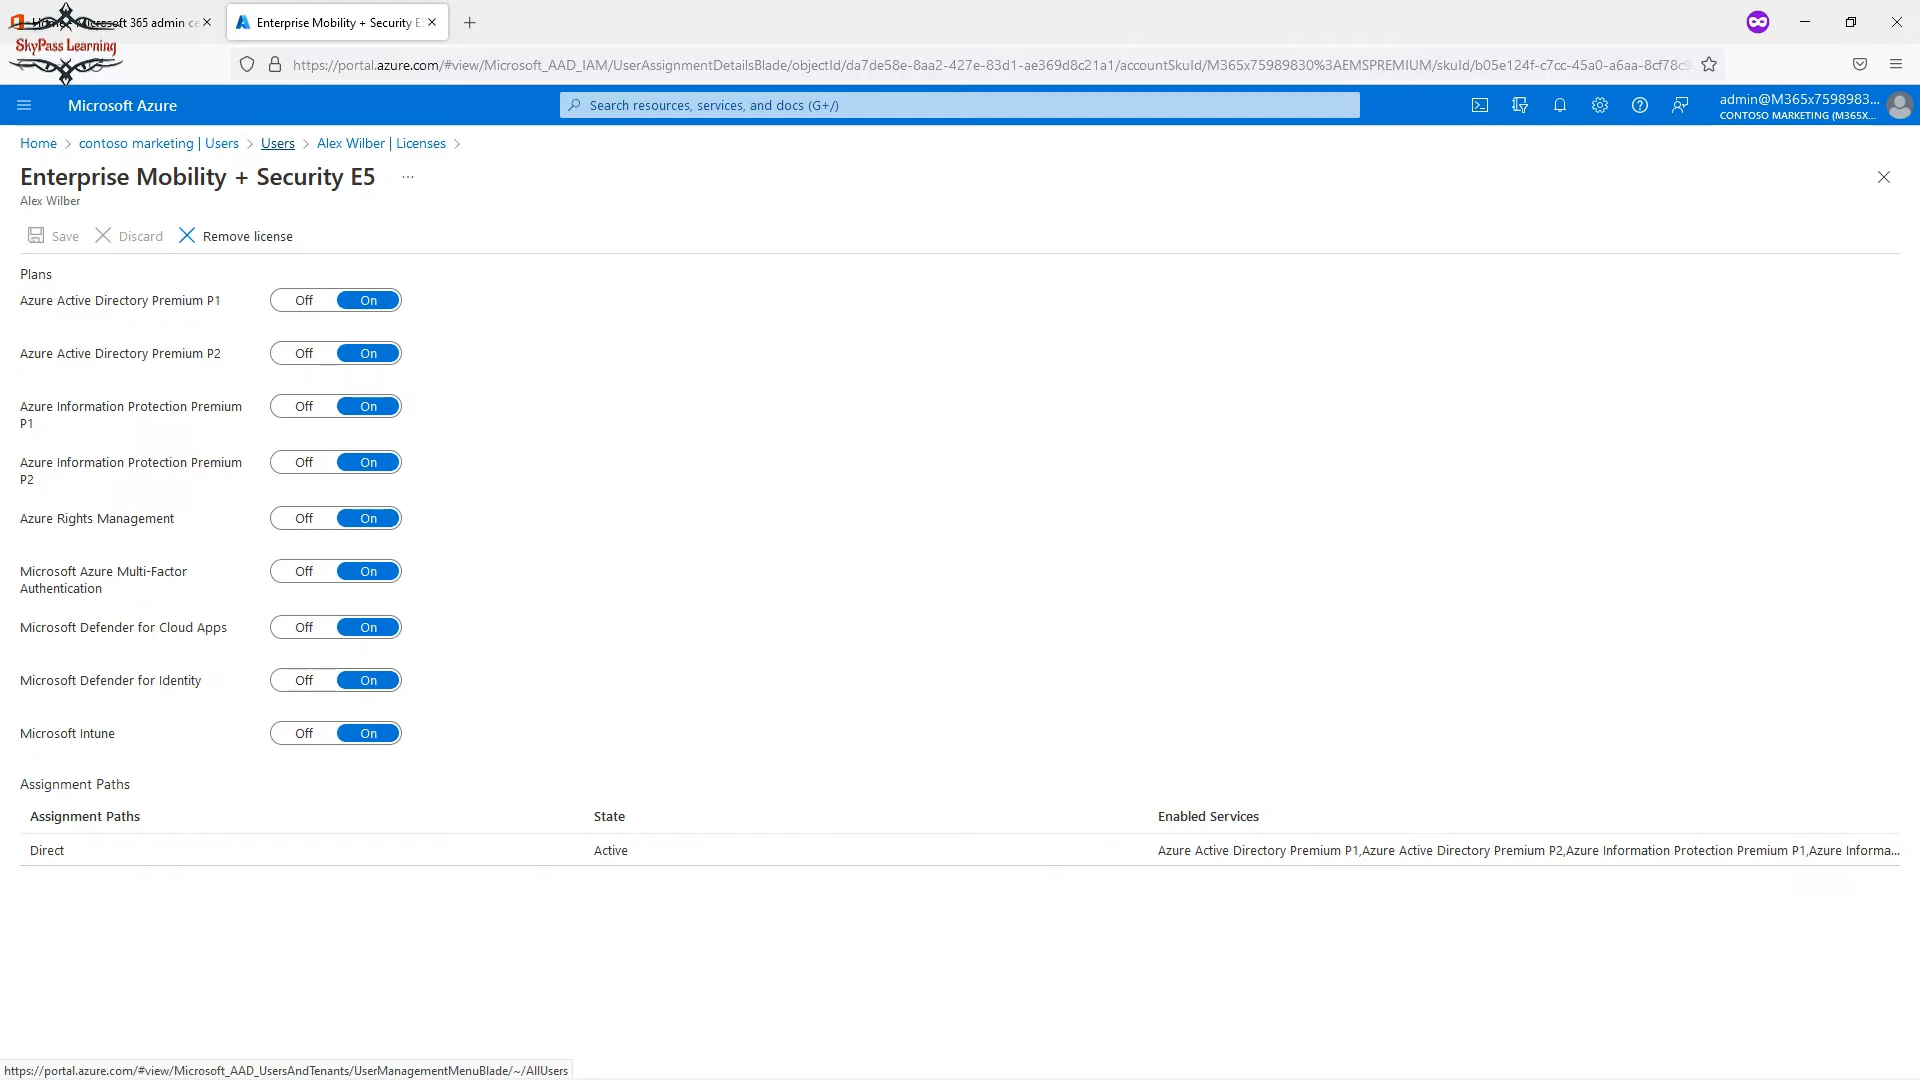 Home - Microsoft 365 admin ce
Enterprise Mobility + Security E5
SkyPass Learning
https://portal.azure.com/#view/Microsoft_AAD_IAM/UserAssignmentDetailsBlade/objectId/da7de58e-8aa2-427e-83d1-ae369d8c21a1/accountSkuId/M365x75989830%3AEMSPREMIUM/skuId/b05e124f-c7cc-45a0-a6aa-8cf78c9
Microsoft Azure
Search resources, services, and docs (G+/)
admin@M365x7598983...
CONTOSO MARKETING (M365X...
Home > contoso marketing | Users > Users > Alex Wilber | Licenses >
Enterprise Mobility + Security E5 ...
Alex Wilber
Save Discard Remove license
Plans
Azure Active Directory Premium P1 Off On
Azure Active Directory Premium P2 Off On
Azure Information Protection Premium Off On
P1
Azure Information Protection Premium Off On
P2
Azure Rights Management Off On
Microsoft Azure Multi-Factor Off On
Authentication
Microsoft Defender for Cloud Apps Off On
Microsoft Defender for Identity Off On
Microsoft Intune Off On
Assignment Paths
Assignment Paths State Enabled Services
Direct Active Azure Active Directory Premium P1,Azure Active Directory Premium P2,Azure Information Protection Premium P1,Azure Informa...
https://portal.azure.com/#view/Microsoft_AAD_UsersAndTenants/UserManagementMenuBlade/~/AllUsers